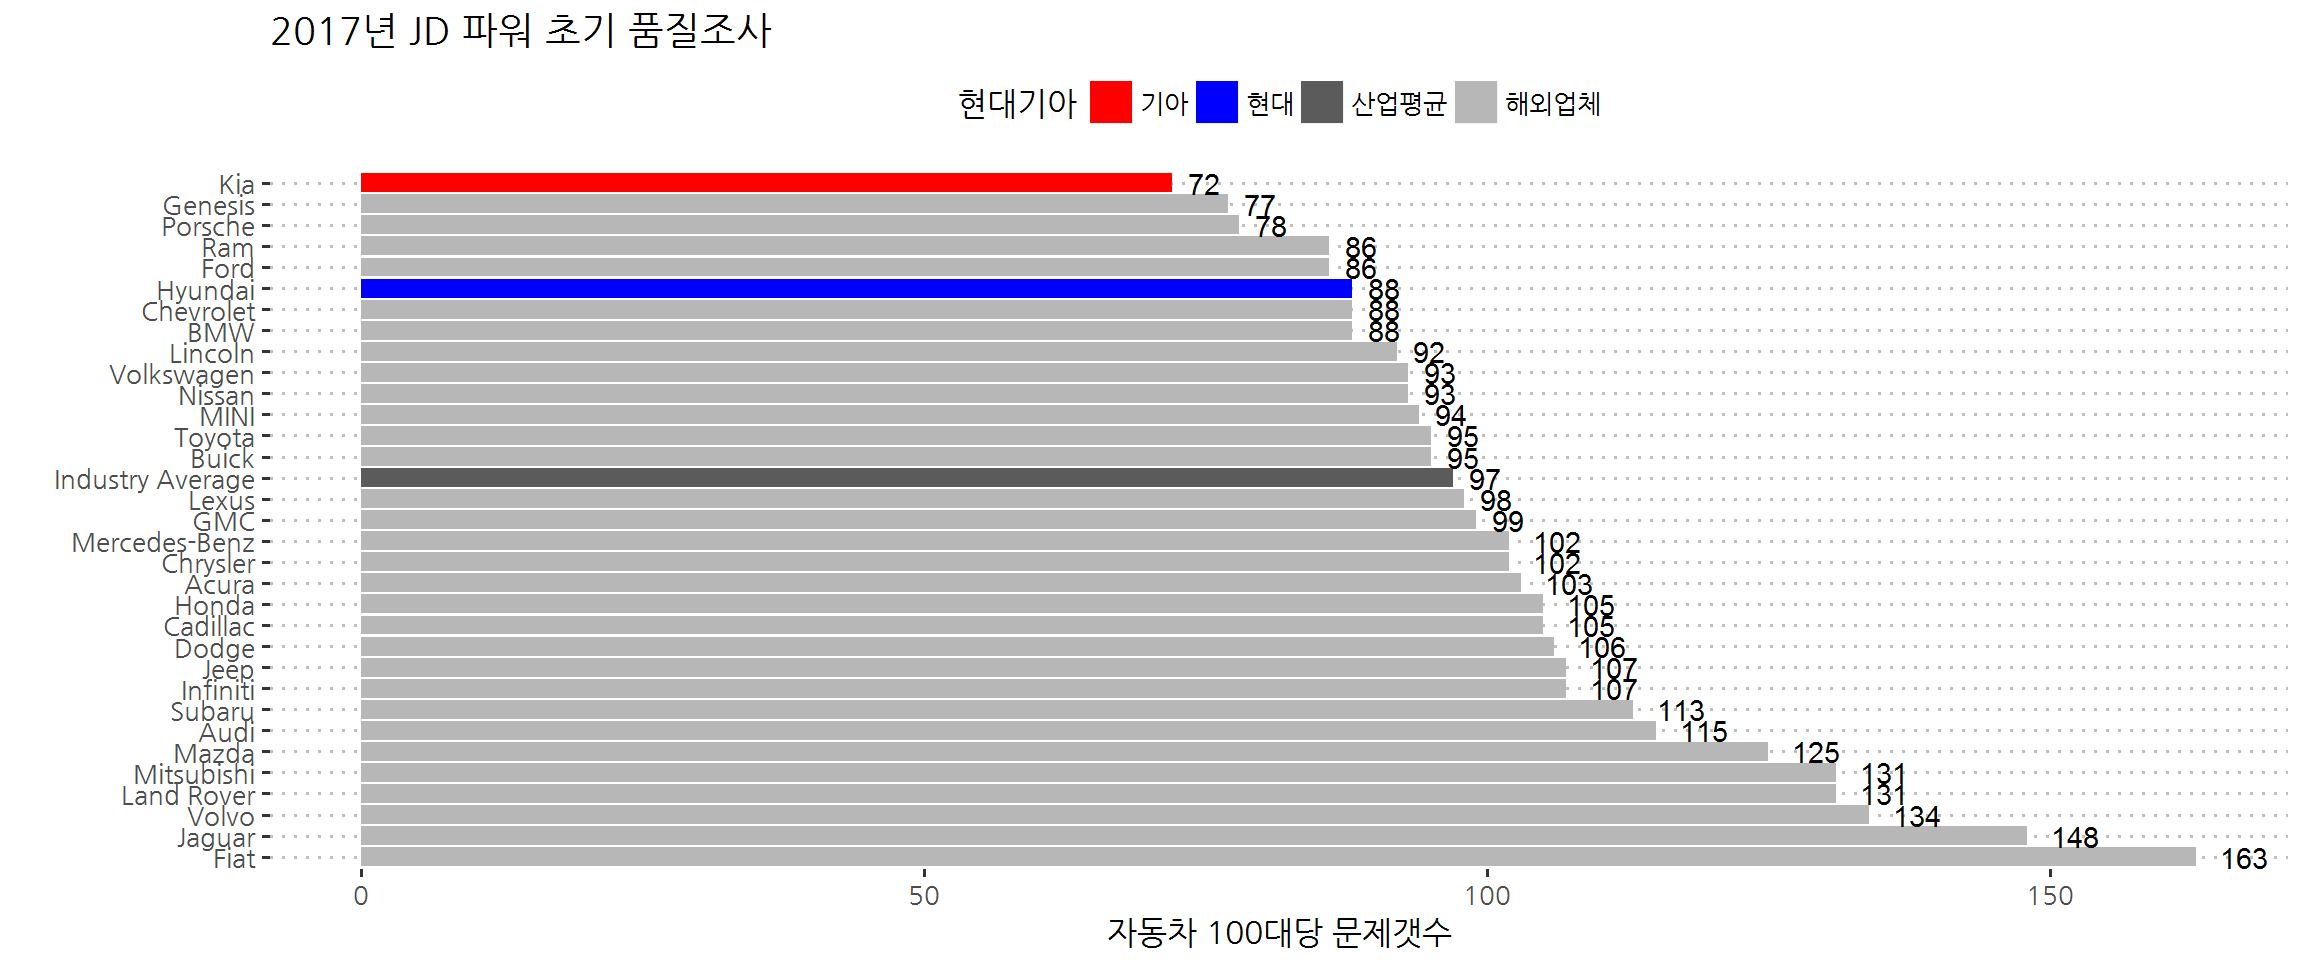 2017년 JD 파워 초기 품질조사
현대기아 기아 현대 산업평균 해외업체
Kia 72
Genesis 77
Porsche 78
Ram 86
Ford 86
Hyundai 88
Chevrolet 88
BMW 88
Lincoln 92
Volkswagen 93
Nissan 93
MINI 94
Toyota 95
Buick 95
Industry Average 97
Lexus 98
GMC 99
Mercedes-Benz 102
Chrysler 102
Acura 103
Honda 105
Cadillac 105
Dodge 106
Jeep 107
Infiniti 107
Subaru 113
Audi 115
Mazda 125
Mitsubishi 131
Land Rover 131
Volvo 134
Jaguar 148
Fiat 163
0 50 100 150
자동차 100대당 문제갯수